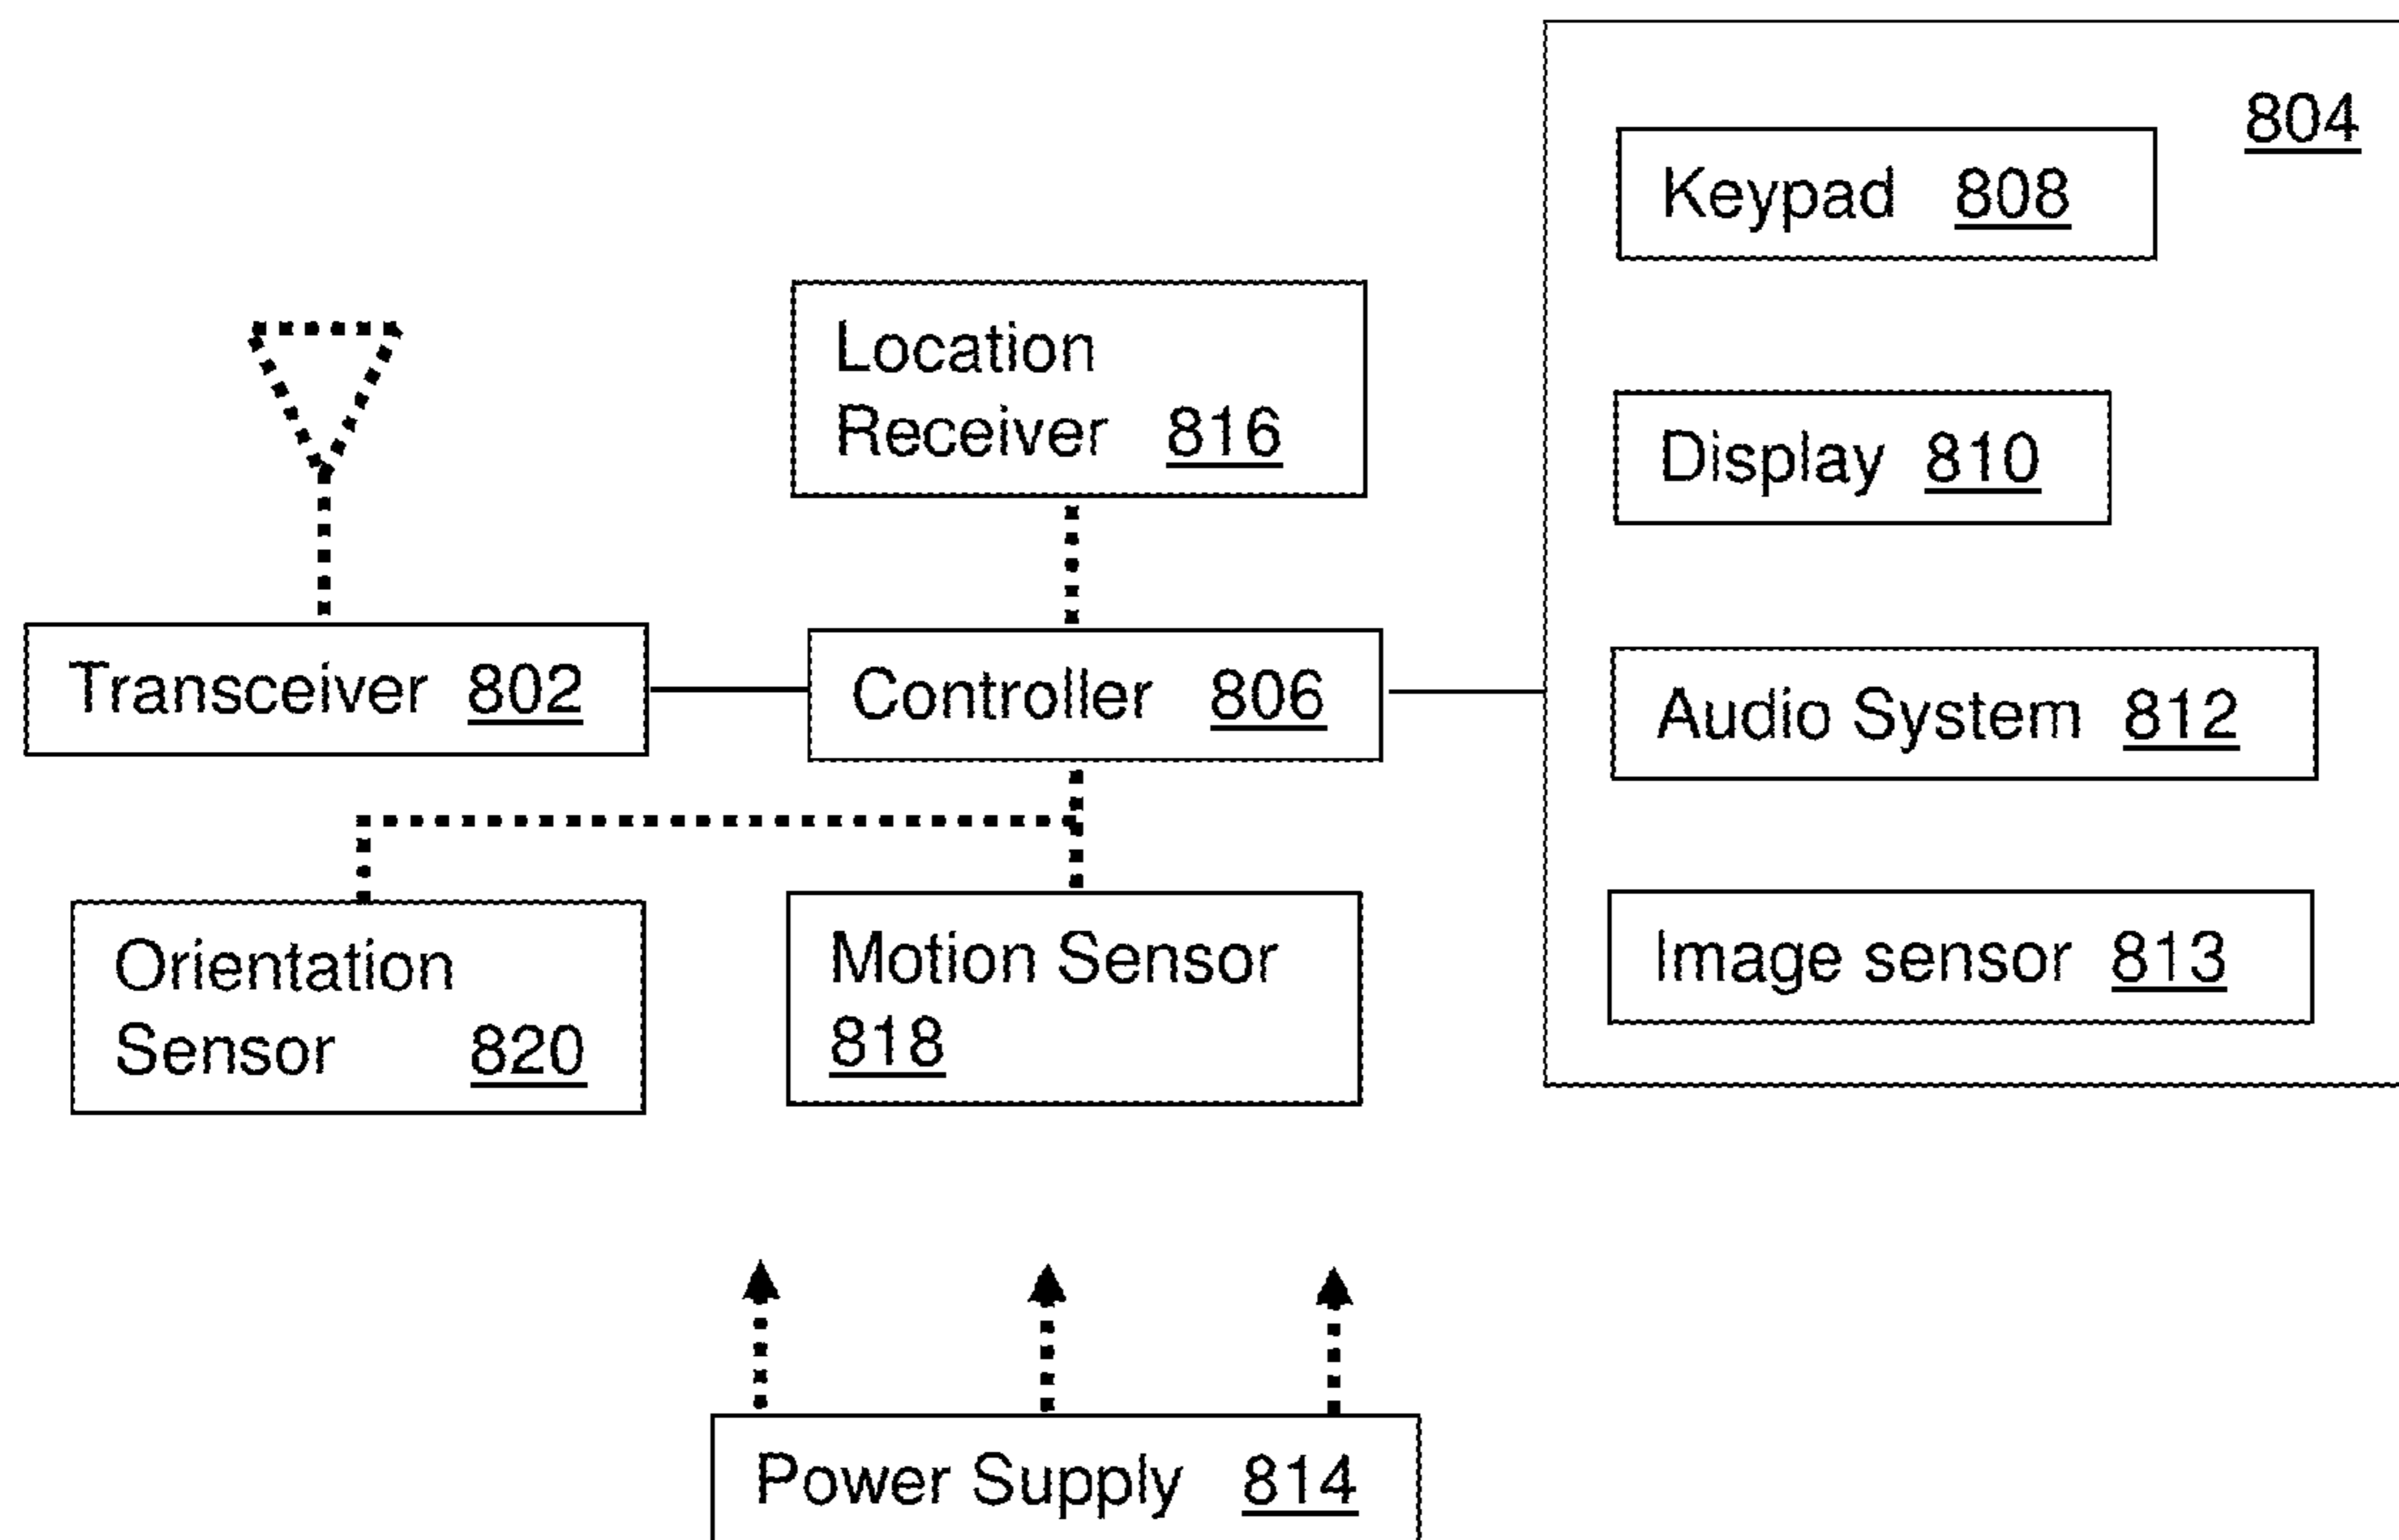 804
Keypad 808
Location
Receiver 816
Display 810
Transceiver 802
Controller 806
Audio System 812
Orientation
Sensor 820
Motion Sensor
818
Image sensor 813
Power Supply 814